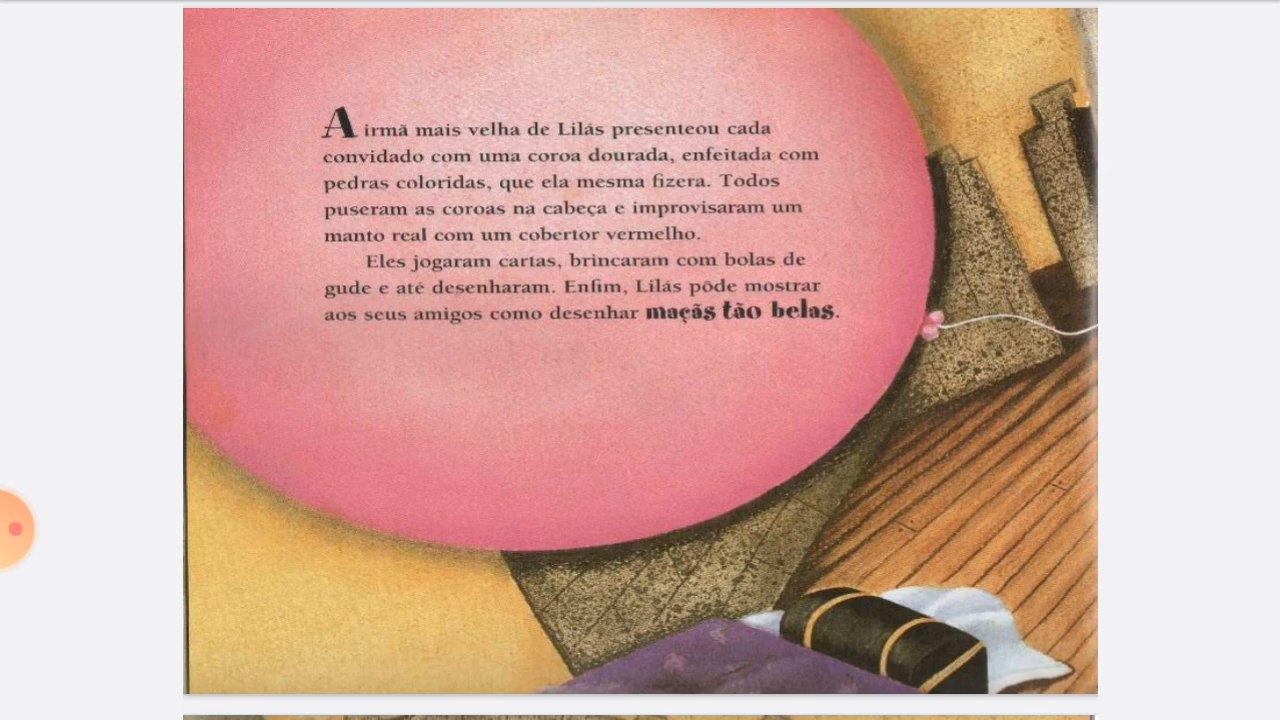 A irmã mais velha de Lilás presenteou cada
convidado com uma coroa dourada, enfeitada com
pedras coloridas, que ela mesma fizera. Todos
puseram as coroas na cabeça e improvisaram um
manto real com um cobertor vermelho.
Eles jogaram cartas, brincaram com bolas de
gude e até desenharam. Enfim, Lilás pôde mostrar
aos seus amigos como desenhar maçãs tão belas.